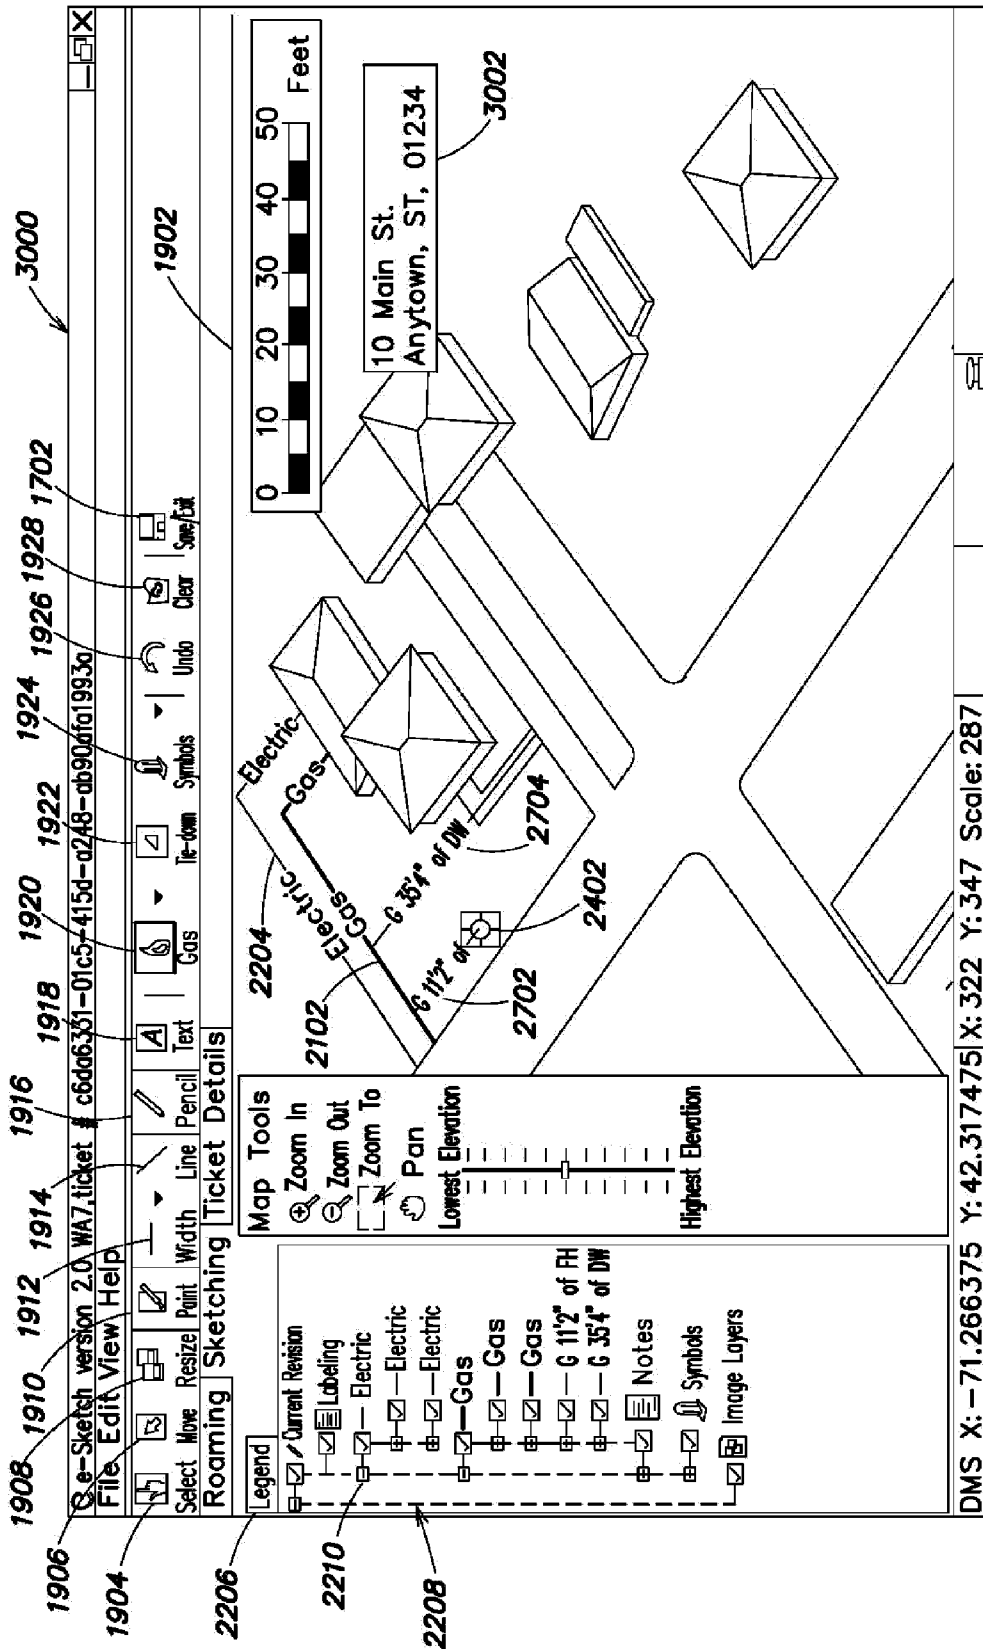 3000
1902
1904
1906
1908
1910
1912
1914
1916
1918
1920
1922
1924
1926
1928
1702
e-Sketch version 2.0 WA7,ticket # c6da6331-01c5-415d-a248-ab90dfa1993a
File Edit View Help
Select Move Resize Paint Width Line Pencil Text Gas Tie-down Symbols Undo Clear Save/Exit
Roaming Sketching Ticket Details
2206
Legend
Current Revision
Labeling
Electric
Electric
Electric
Gas
Gas
Gas
G 11'2" of FH
G 35'4" of DW
Notes
Symbols
Image Layers
2210
2208
Map Tools
Zoom In
Zoom Out
Zoom To
Pan
Lowest Elevation
Highest Elevation
2204
2102
Electric
Gas
Electric
Gas
G 35'4" of DW
G 11'2" of
2702
2402
2704
0 10 20 30 40 50
Feet
10 Main St.
Anytown, ST, 01234
3002
DMS X: -71.266375 Y: 42.317475 X: 322 Y: 347 Scale: 287